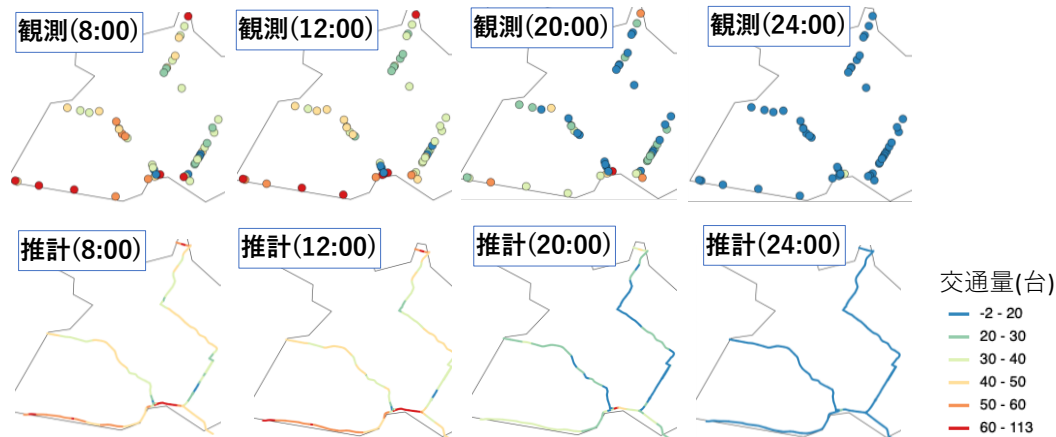 観測(8:00)
観測(12:00)
観測(20:00)
観測(24:00)
推計(8:00)
推計(12:00)
推計(20:00)
推計(24:00)
交通量(台)
-2 - 20
20 - 30
30 - 40
40 - 50
50 - 60
60 - 113